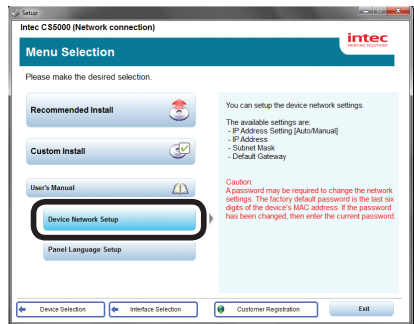 Setup
Intec CS5000 (Network connection)
intec
PRINTING SOLUTIONS
Menu Selection
Please make the desired selection.
Recommended Install
Custom Install
User's Manual
Device Network Setup
Panel Language Setup
You can setup the device network settings.
The available settings are:
- IP Address Setting [Auto/Manual]
- IP Address
- Subnet Mask
- Default Gateway
Caution:
A password may be required to change the network
settings. The factory default password is the last six
digits of the device's MAC address. If the password
has been changed, then enter the current password.
Device Selection
Interface Selection
Customer Registration
Exit